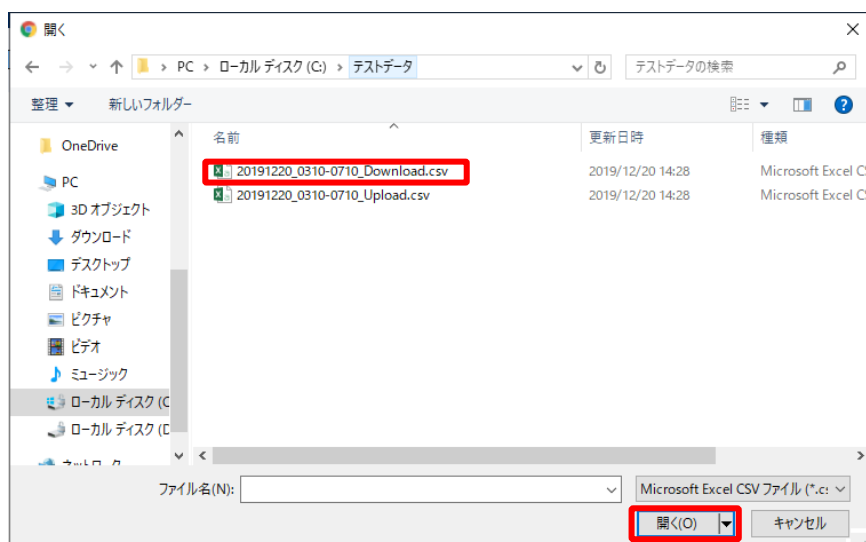 開く
PC > ローカル ディスク (C:) > テストデータ
テストデータの検索
整理
新しいフォルダー
名前
更新日時
種類
OneDrive
PC
3D オブジェクト
ダウンロード
デスクトップ
ドキュメント
ピクチャ
ビデオ
ミュージック
ローカル ディスク (C
ローカル ディスク (D
20191220_0310-0710_Download.csv 2019/12/20 14:28 Microsoft Excel C
20191220_0310-0710_Upload.csv 2019/12/20 14:28 Microsoft Excel C
ファイル名(N):
Microsoft Excel CSV ファイル (*.c
開く(O)
キャンセル